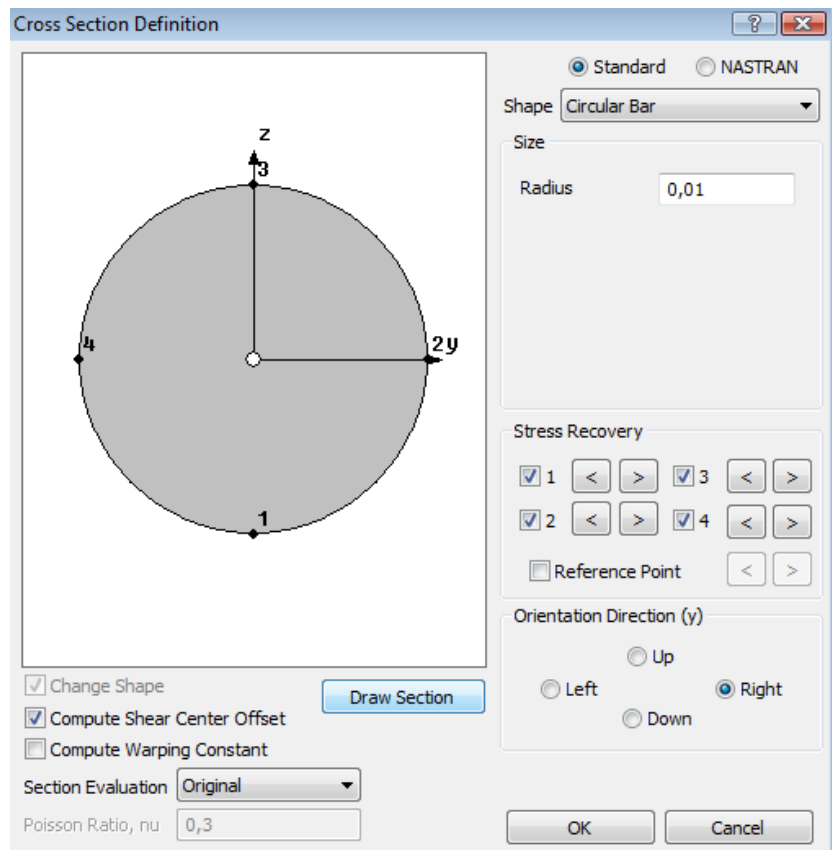 Cross Section Definition
Standard NASTRAN
Shape Circular Bar
Size
Radius 0,01
z
3
4
2y
1
Stress Recovery
1 < > 3 < >
2 < > 4 < >
Reference Point < >
Orientation Direction (y)
Up
Left Right
Down
Change Shape
Draw Section
Compute Shear Center Offset
Compute Warping Constant
Section Evaluation Original
Poisson Ratio, nu 0,3
OK Cancel